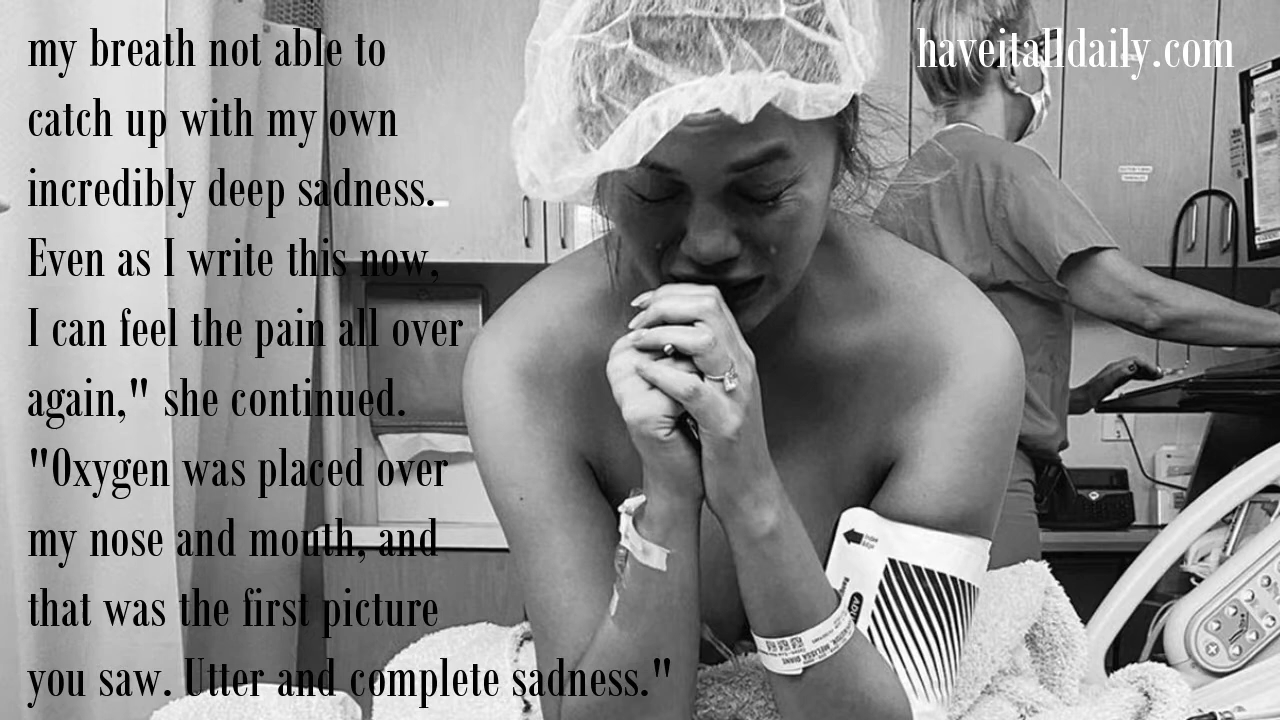 my breath not able to
catch up with my own
incredibly deep sadness.
Even as I write this now,
I can feel the pain all over
again," she continued.
"Oxygen was placed over
my nose and mouth, and
that was the first picture
you saw. Utter and complete sadness."
haveitalldaily.com